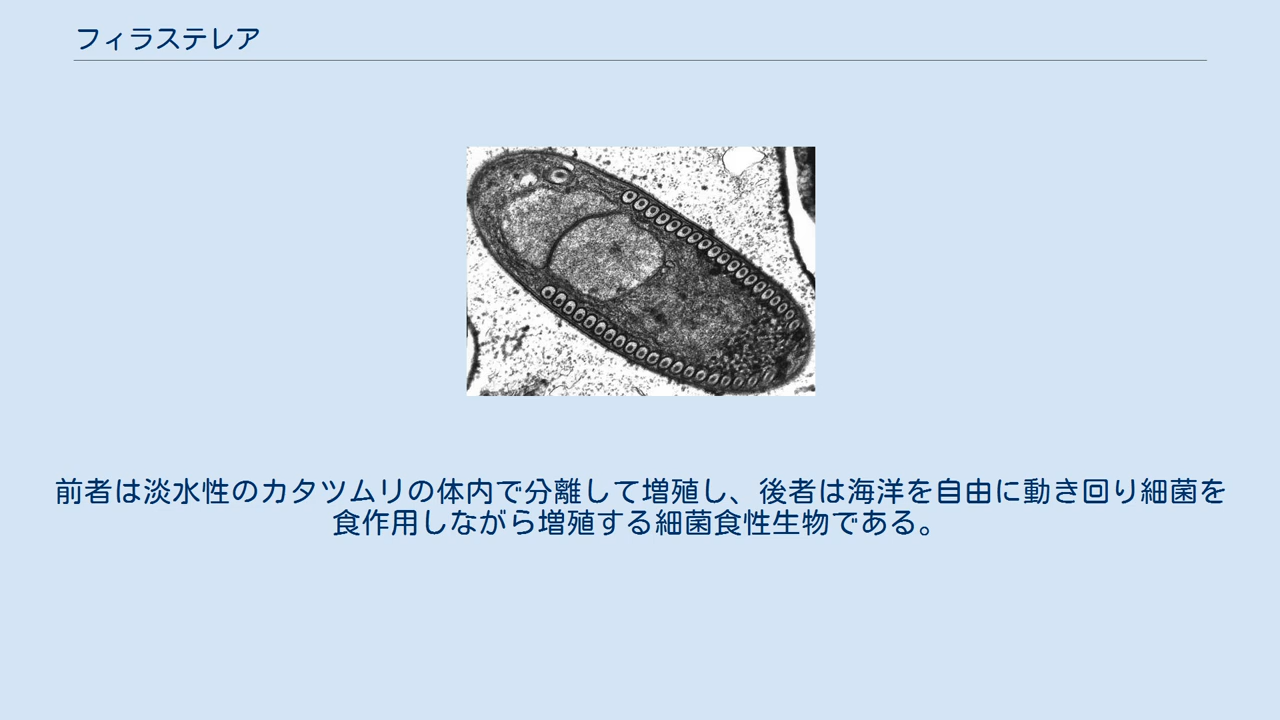 フィラステレア
前者は淡水性のカタツムリの体内で分離して増殖し、後者は海洋を自由に動き回り細菌を
食作用しながら増殖する細菌食性生物である。